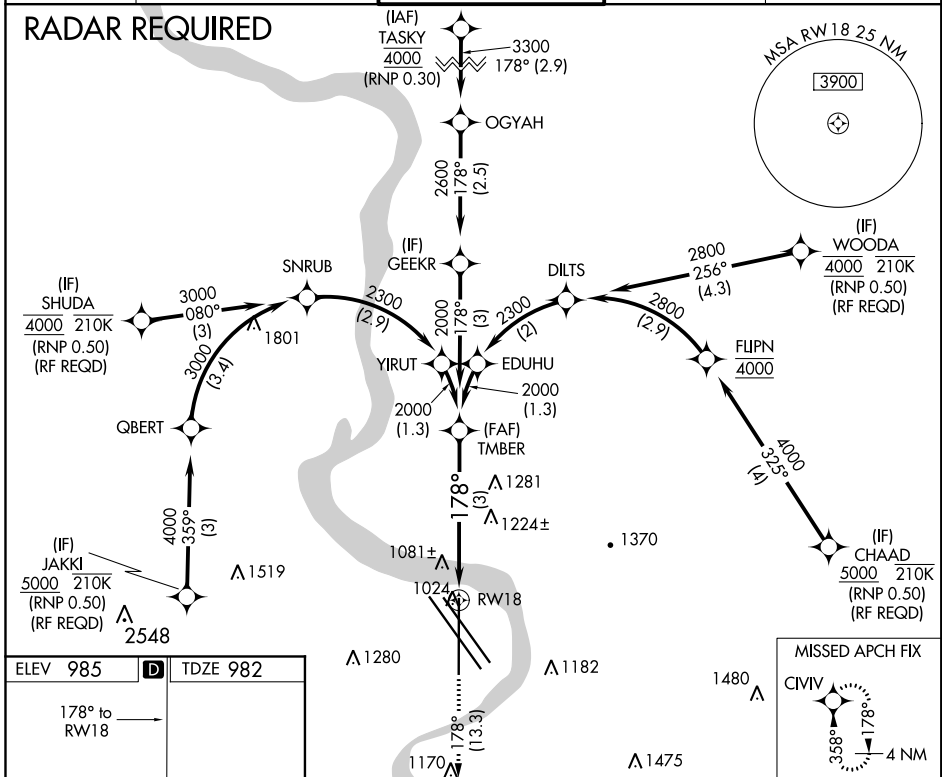 RADAR REQUIRED
(IAF)
TASKY
4000
(RNP 0.30)
3300
178° (2.9)
MSA RW18 25 NM
3900
OGYAH
2600
178°
(2.5)
(IF)
GEEKR
2000
178°
(3)
(IF)
SHUDA
4000 210K
(RNP 0.50)
(RF REQD)
3000
080°
(3)
SNRUB
2300
(2.9)
1801
3000
(3.4)
QBERT
DILTS
2800
256°
(4.3)
(IF)
WOODA
4000 210K
(RNP 0.50)
(RF REQD)
2300
(2)
2800
(2.9)
FLIPN
4000
YIRUT
EDUHU
2000
(1.3)
2000
(1.3)
(FAF)
TMBER
4000
325°
(4)
178°
(3)
1281
1224±
1370
1081±
1024
RW18
4000
359°
(3)
(IF)
JAKKI
5000 210K
(RNP 0.50)
(RF REQD)
1519
2548
(IF)
CHAAD
5000 210K
(RNP 0.50)
(RF REQD)
1280
1182
1480
178°
(13.3)
1170
1475
ELEV 985
D
TDZE 982
178° to
RW18
MISSED APCH FIX
CIVIV
358°
178°
4 NM